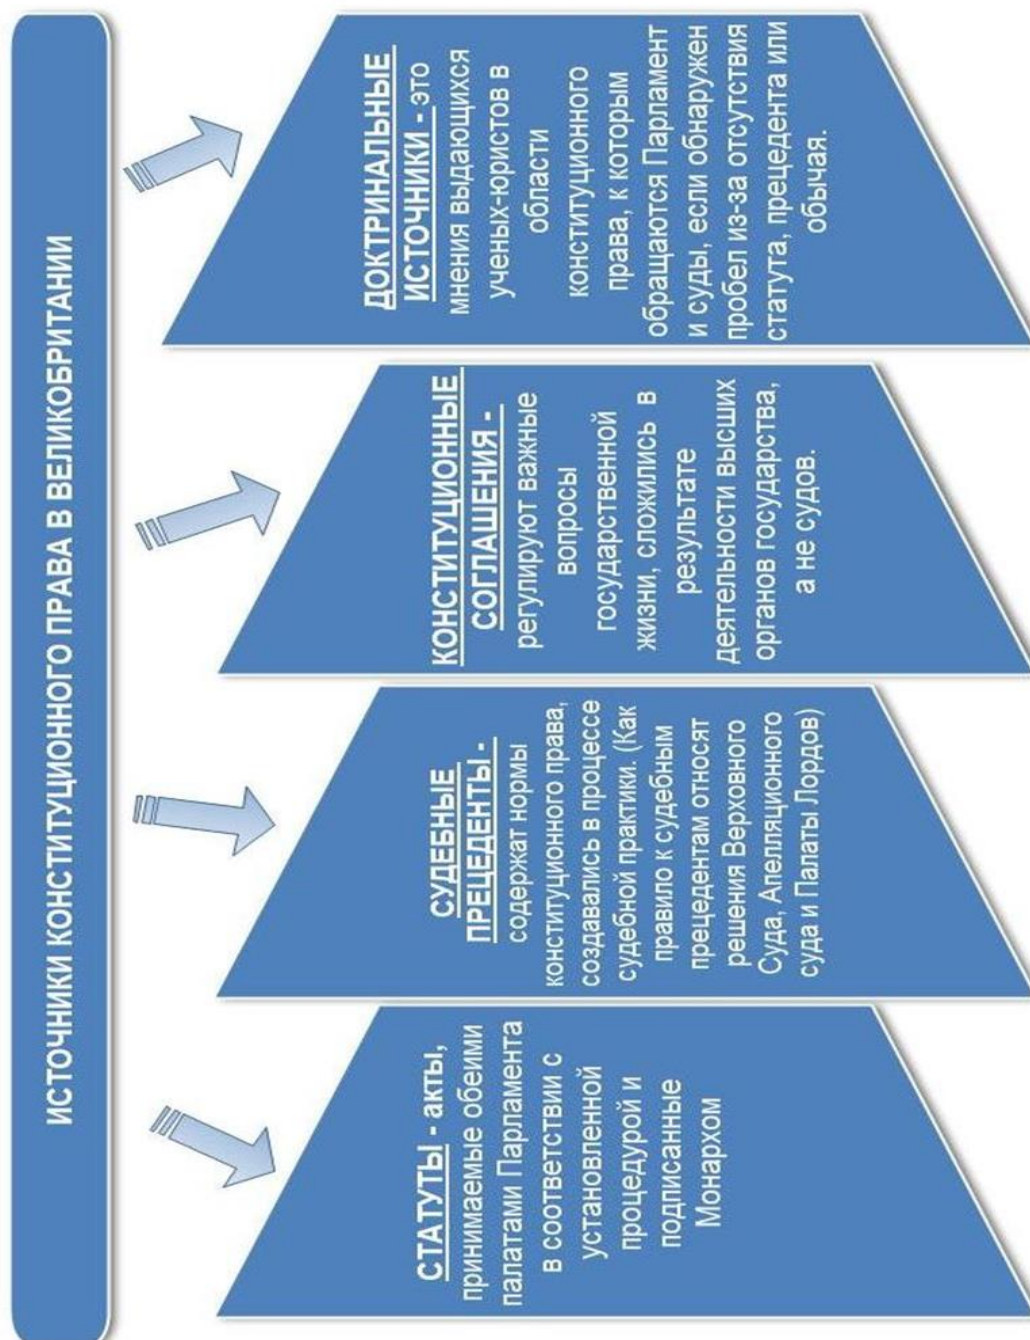 ИСТОЧНИКИ КОНСТИТУЦИОННОГО ПРАВА В ВЕЛИКОБРИТАНИИ
СТАТУТЫ - акты,
принимаемые обеими
палатами Парламента
в соответствии с
установленной
процедурой и
подписанные
Монархом
СУДЕБНЫЕ
ПРЕЦЕДЕНТЫ -
содержат нормы
конституционного права,
создавались в процессе
судебной практики. (Как
правило к судебным
прецедентам относят
решения Верховного
Суда, Апелляционного
суда и Палаты Лордов)
КОНСТИТУЦИОННЫЕ
СОГЛАШЕНИЯ -
регулируют важные
вопросы
государственной
жизни, сложились в
результате
деятельности высших
органов государства,
а не судов.
ДОКТРИНАЛЬНЫЕ
ИСТОЧНИКИ - это
мнения выдающихся
ученых-юристов в
области
конституционного
права, к которым
обращаются Парламент
и суды, если обнаружен
пробел из-за отсутствия
статута, прецедента или
обычая.